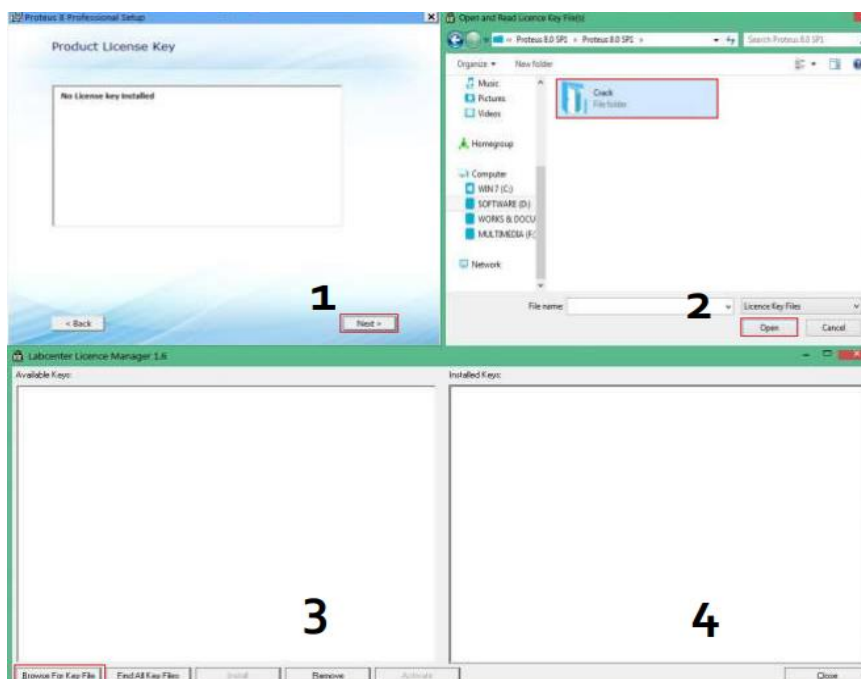 Proteus 8 Professional Setup
Product License Key
No License key installed
1
< Back
Next >
Open and Read Licence Key File(s)
Proteus 8.0 SP1
Proteus 8.0 SP1
Search Proteus 8.0 SP1
Organize
New folder
Music
Pictures
Videos
Homegroup
Computer
WIN 7 (C:)
SOFTWARE (D:)
WORKS & DOCU
MULTIMEDIA (F:)
Network
Crack
File folder
2
File name:
Licence Key Files
Open
Cancel
Labcenter Licence Manager 1.6
Available Keys:
Installed Keys:
3
4
Browse For Key File
Find All Key Files
Install
Remove
Activate
Close